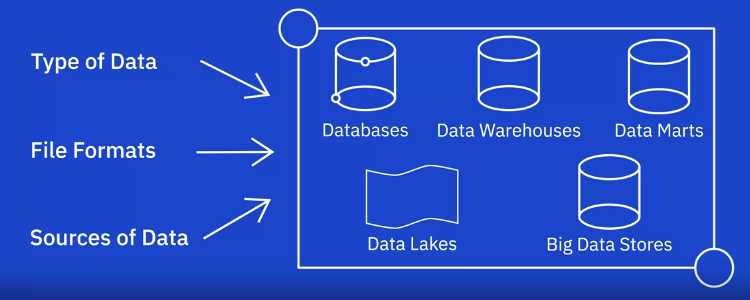 Type of Data
File Formats
Sources of Data
Databases
Data Warehouses
Data Marts
Data Lakes
Big Data Stores